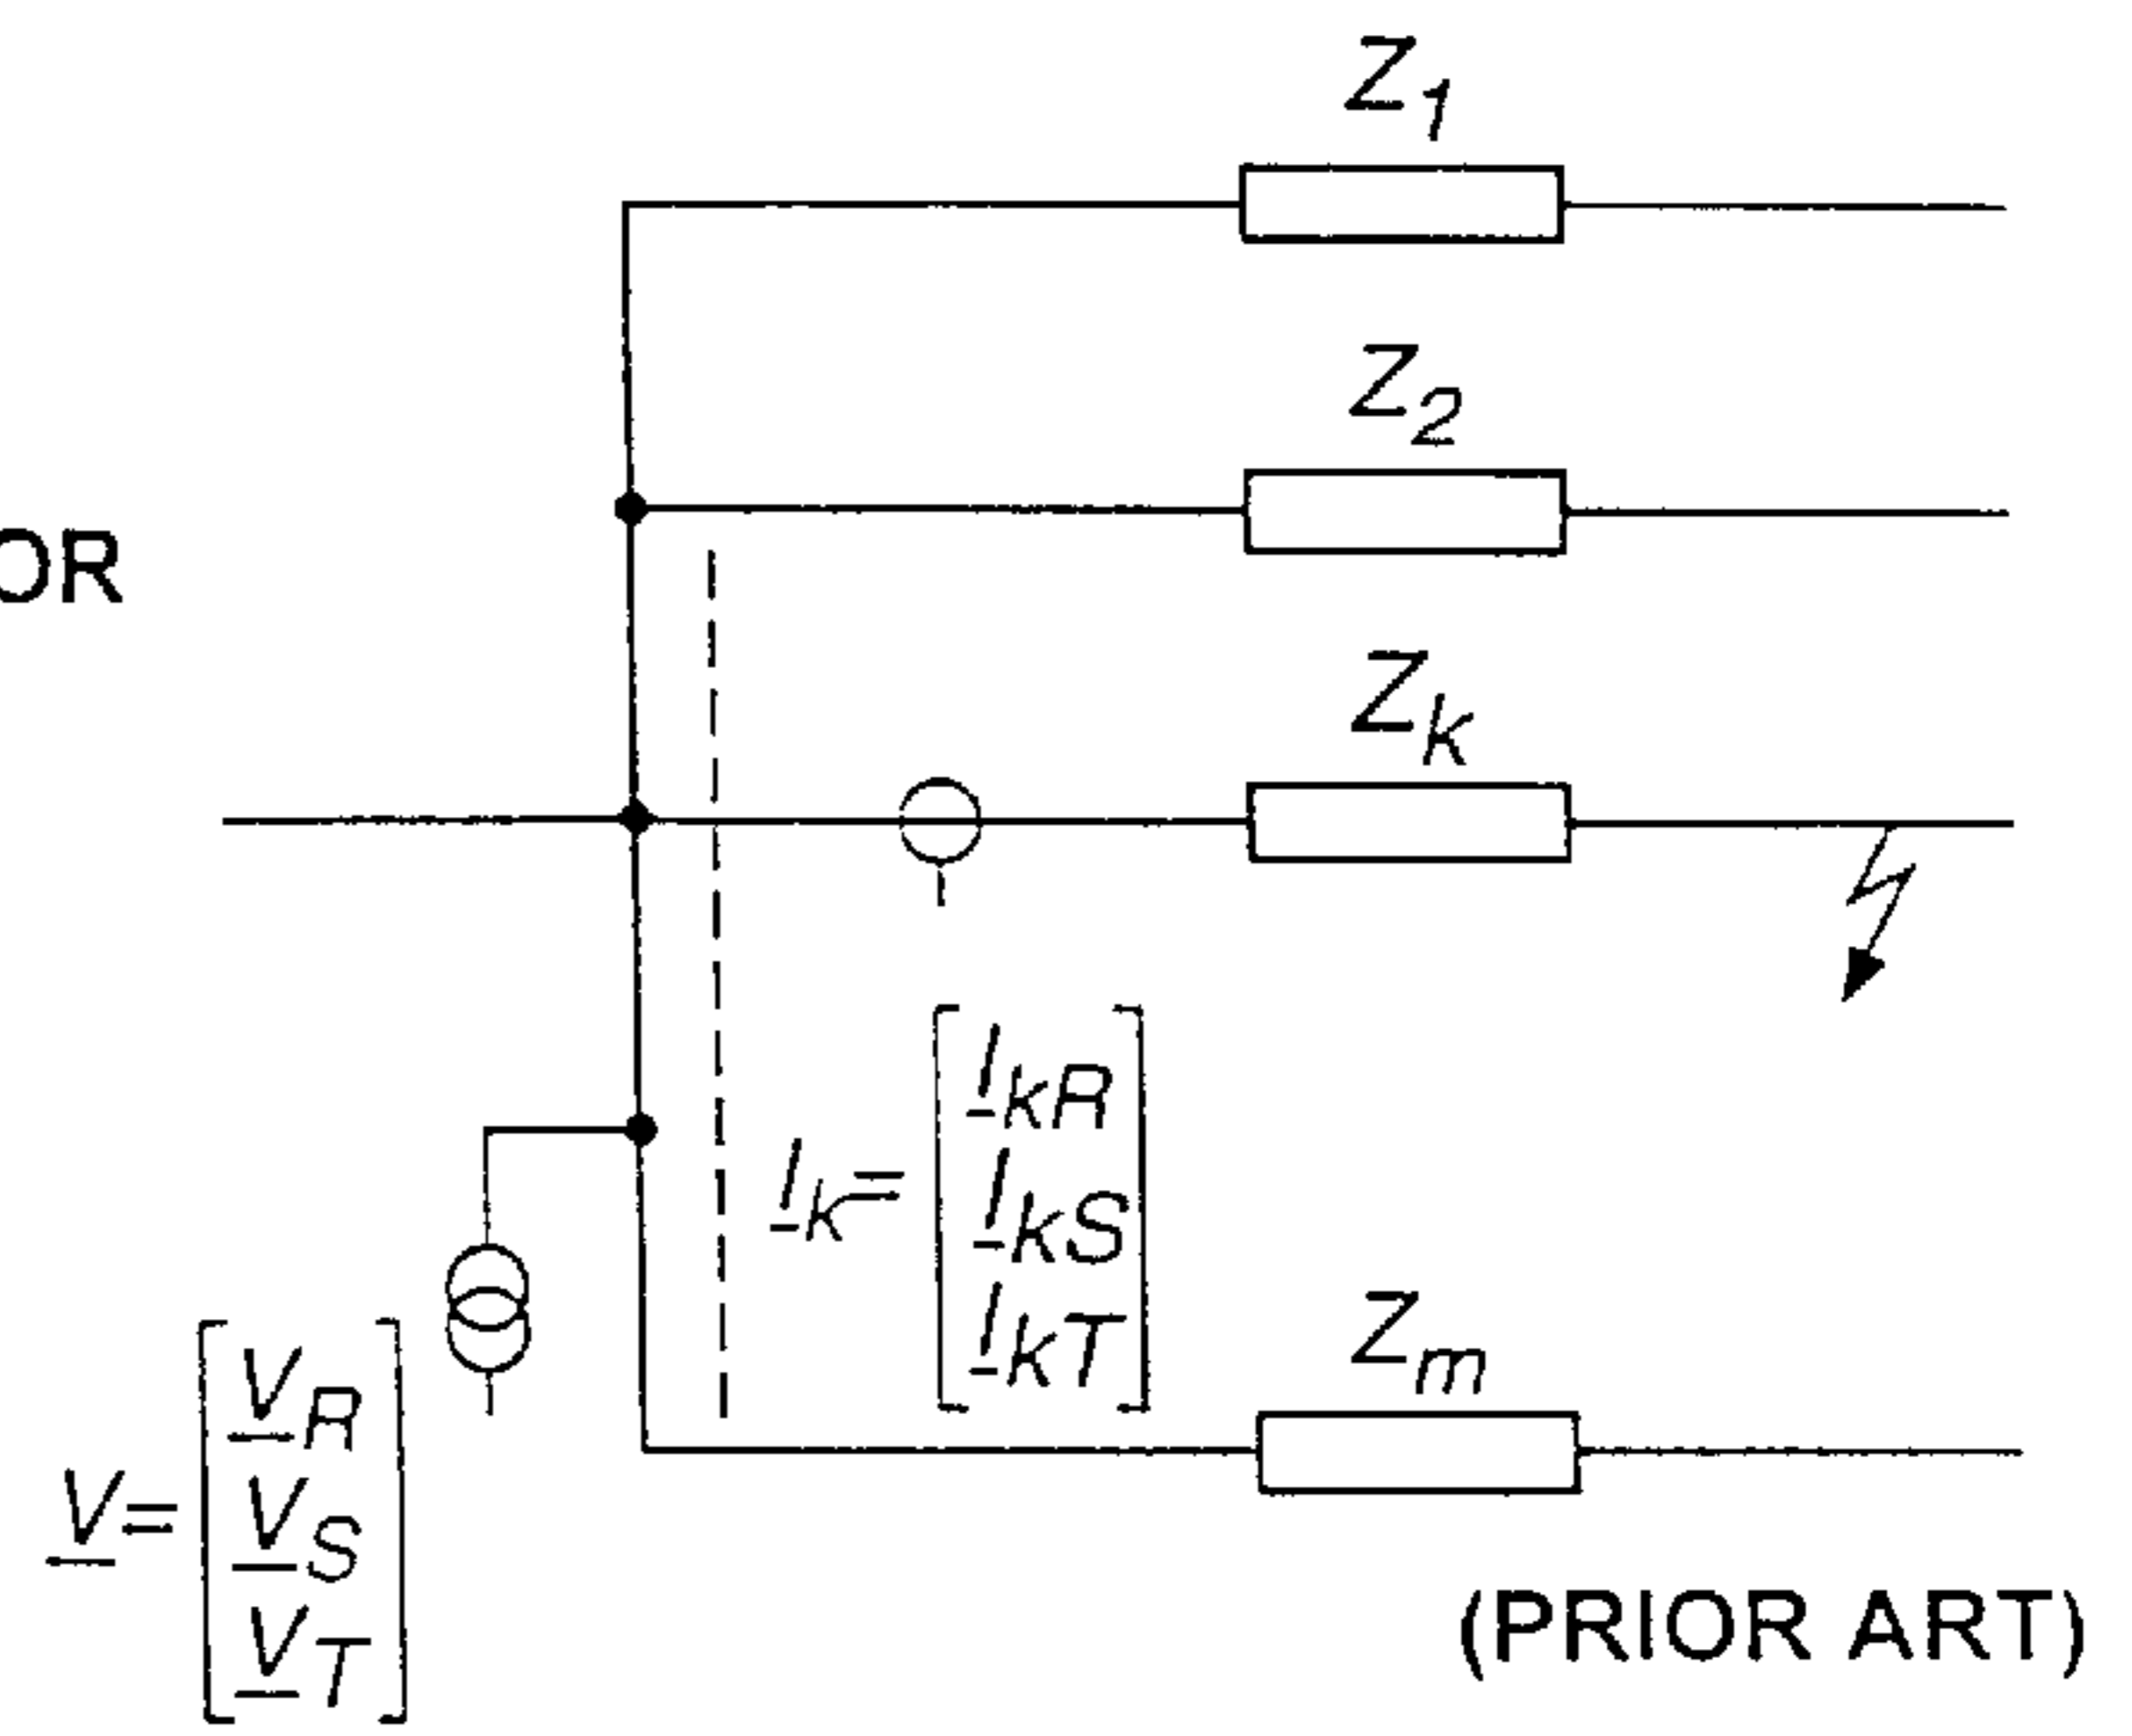 Z1
Z2
OR
Zk
Ik= [IkR
IkS
IkT]
Zm
V= [VR
VS
VT]
(PRIOR ART)